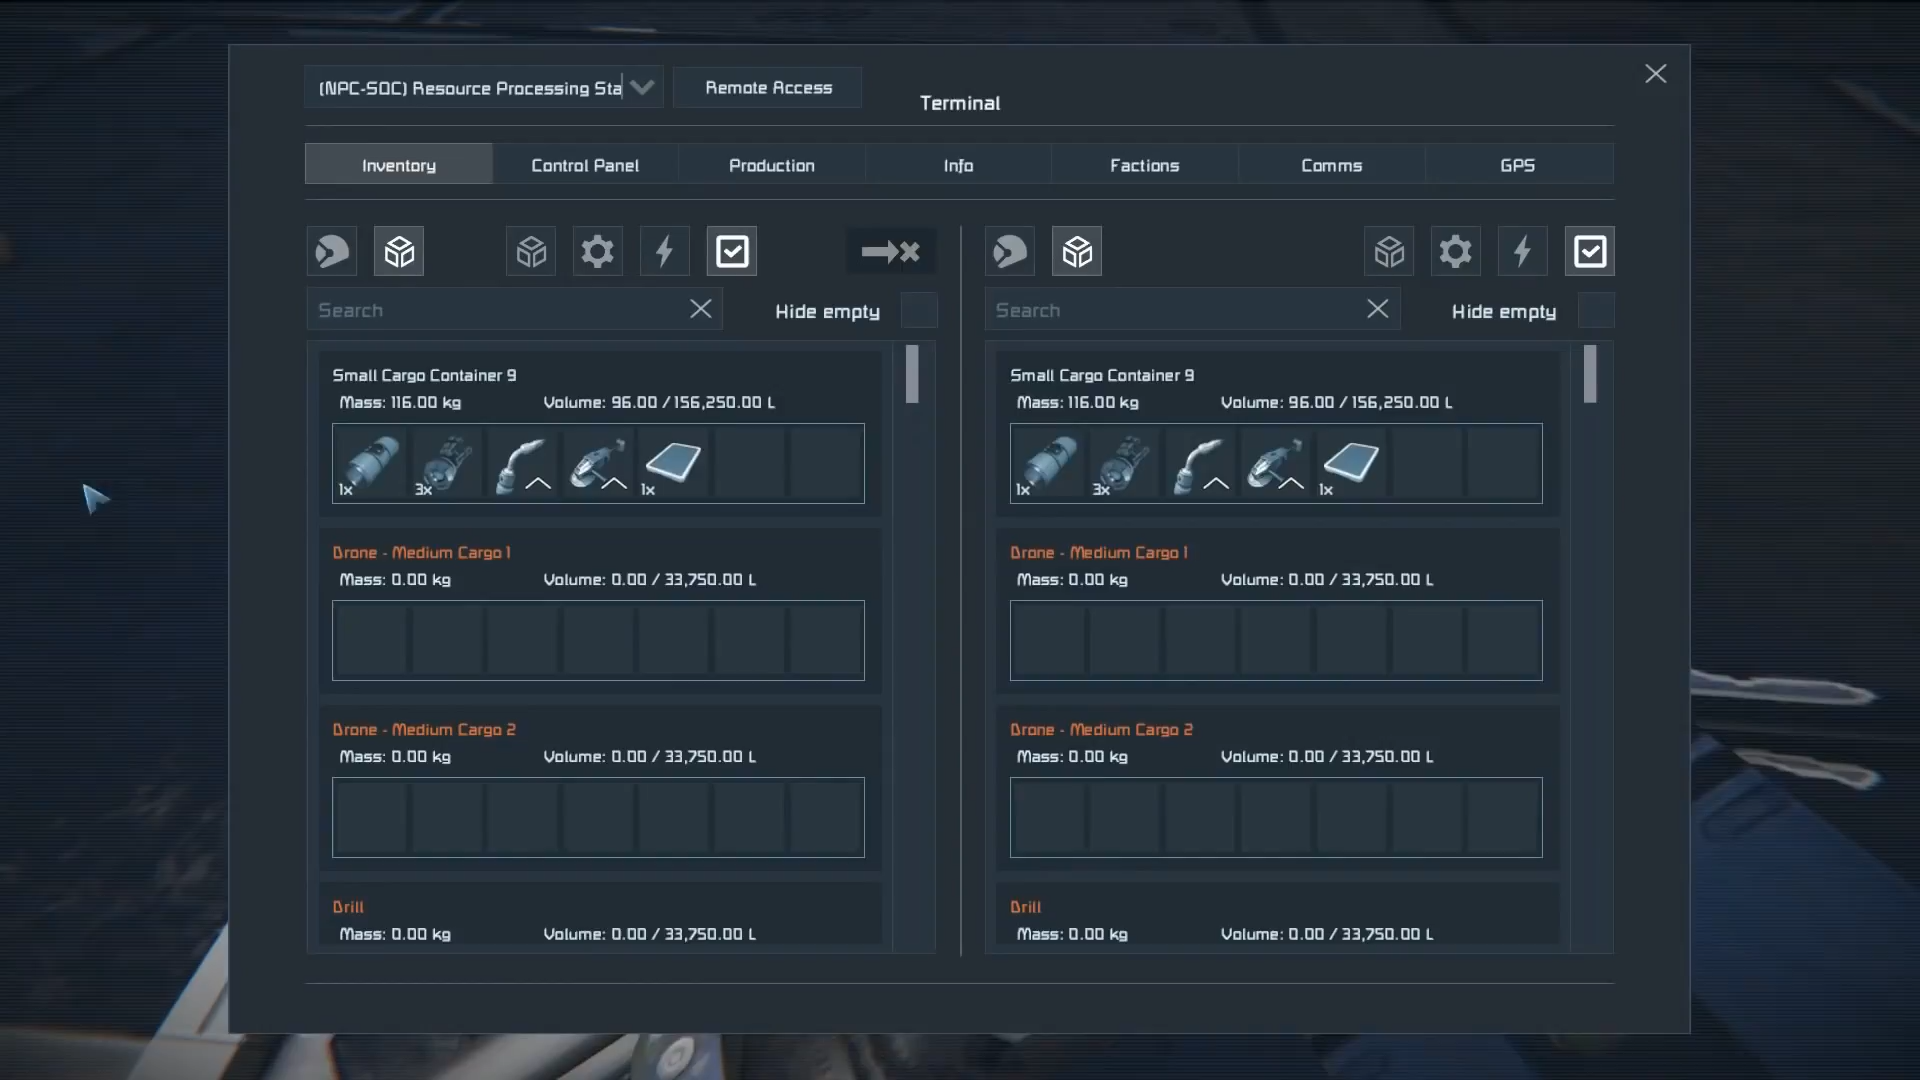 (NPC-SOC) Resource Processing Sta
Remote Access
Terminal
Inventory
Control Panel
Production
Info
Factions
Comms
GPS
Search
Hide empty
Search
Hide empty
Small Cargo Container 9
Mass: 116.00 kg
Volume: 96.00 / 156,250.00 L
1x
3x
1x
Drone - Medium Cargo 1
Mass: 0.00 kg
Volume: 0.00 / 33,750.00 L
Drone - Medium Cargo 2
Mass: 0.00 kg
Volume: 0.00 / 33,750.00 L
Drill
Mass: 0.00 kg
Volume: 0.00 / 33,750.00 L
Small Cargo Container 9
Mass: 116.00 kg
Volume: 96.00 / 156,250.00 L
1x
3x
1x
Drone - Medium Cargo 1
Mass: 0.00 kg
Volume: 0.00 / 33,750.00 L
Drone - Medium Cargo 2
Mass: 0.00 kg
Volume: 0.00 / 33,750.00 L
Drill
Mass: 0.00 kg
Volume: 0.00 / 33,750.00 L